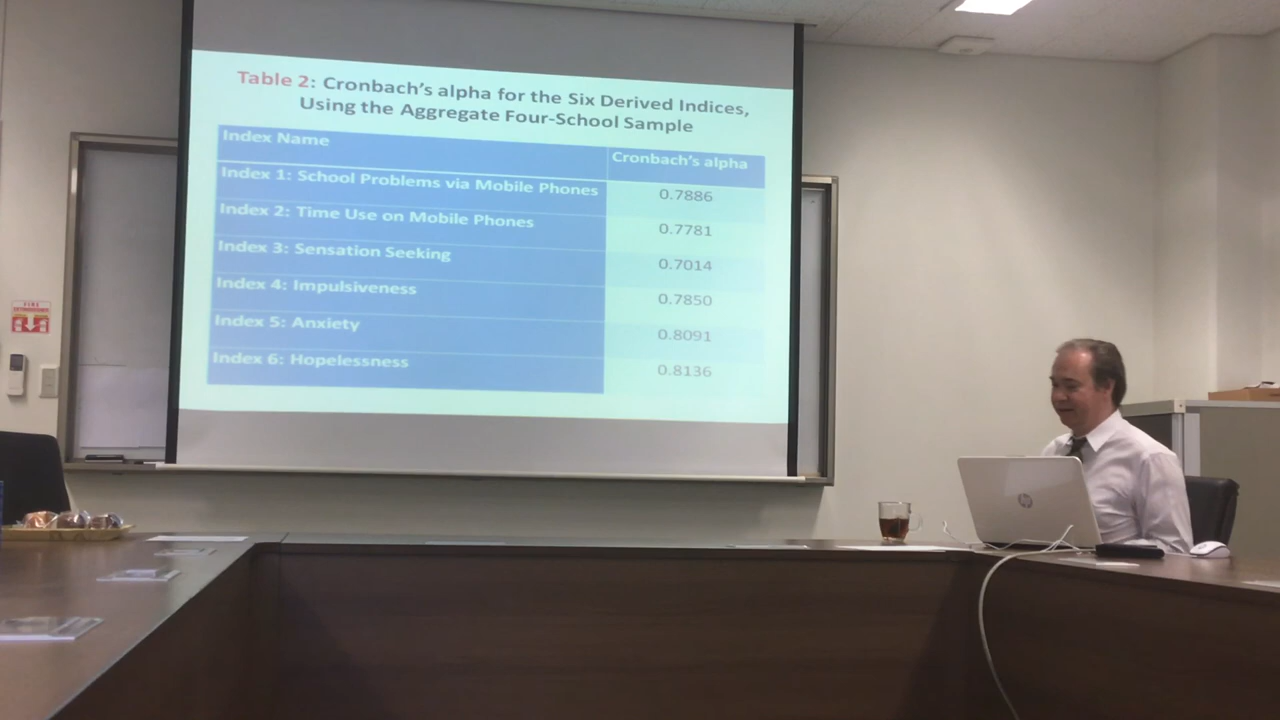 Table 2: Cronbach's alpha for the Six Derived Indices,
Using the Aggregate Four-School Sample
Index Name Cronbach's alpha
Index 1: School Problems via Mobile Phones 0.7886
Index 2: Time Use on Mobile Phones 0.7781
Index 3: Sensation Seeking 0.7014
Index 4: Impulsiveness 0.7850
Index 5: Anxiety 0.8091
Index 6: Hopelessness 0.8136
FIRE
EXTINGUISHER
hp